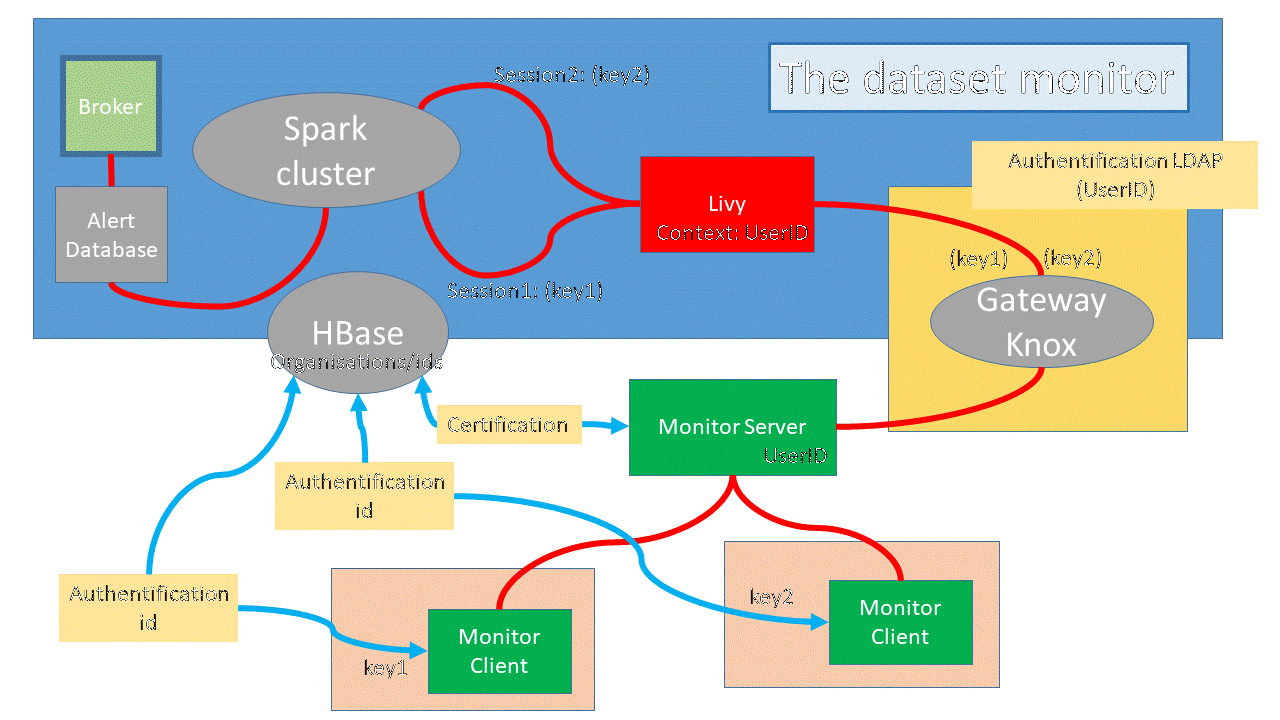 Session2: (key2)
The dataset monitor
Broker
Spark
cluster
Authentification LDAP
(UserID)
Alert
Database
Livy
Context: UserID
(key1)
(key2)
Session1: (key1)
Gateway
Knox
HBase
Organisations/ids
Certification
Monitor Server
UserID
Authentification
id
Authentification
id
key1
Monitor
Client
key2
Monitor
Client